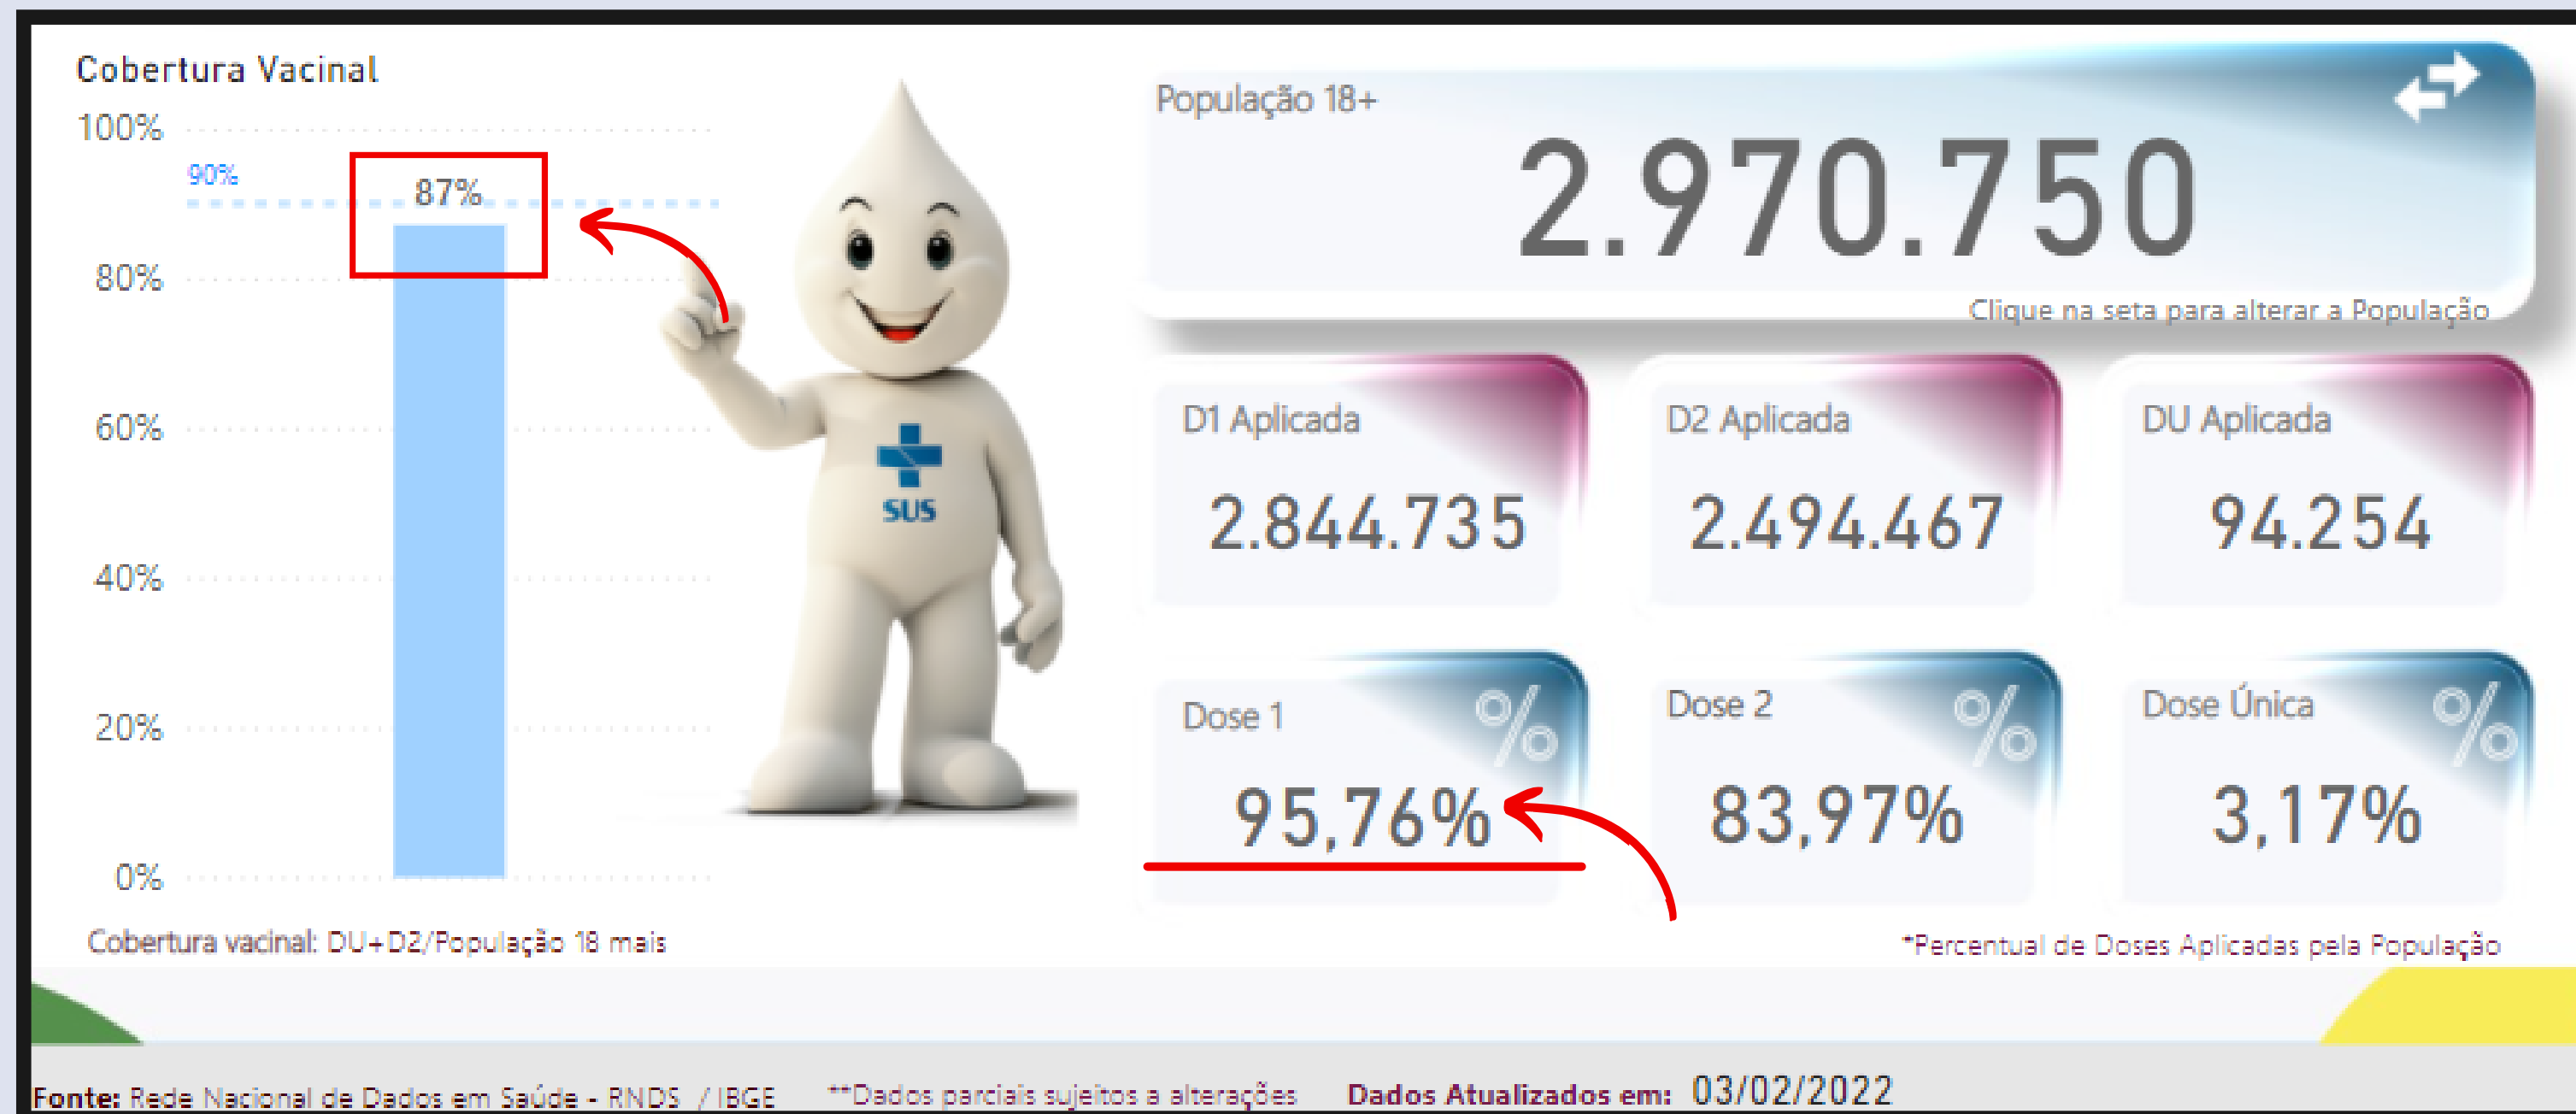 Cobertura Vacinal
100%
90%
87%
80%
60%
40%
20%
0%
Cobertura vacinal: DU+D2/População 18 mais
SUS
População 18+
2.970.750
Clique na seta para alterar a População
D1 Aplicada
2.844.735
D2 Aplicada
2.494.467
DU Aplicada
94.254
Dose 1
%
95,76%
Dose 2
%
83,97%
Dose Única
%
3,17%
*Percentual de Doses Aplicadas pela População
Fonte: Rede Nacional de Dados em Saúde - RNDS / IBGE **Dados parciais sujeitos a alterações Dados Atualizados em: 03/02/2022